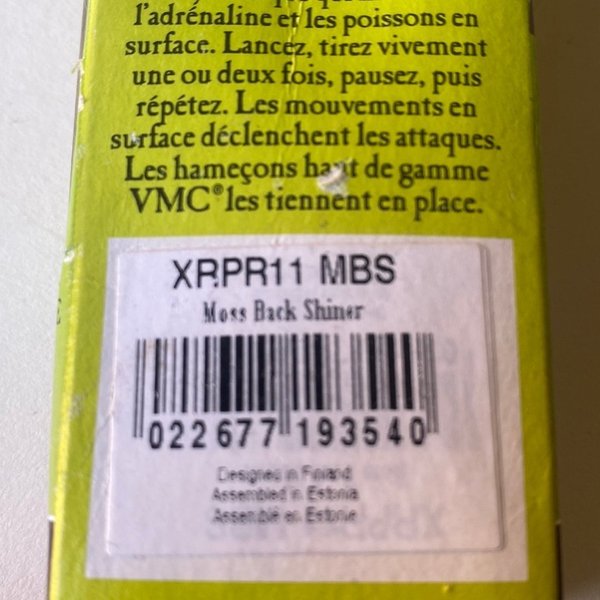 l'adrénaline et les poissons en
surface. Lancez, tirez vivement
une ou deux fois, pausez, puis
répétez. Les mouvements en
surface déclenchent les attaques.
Les hameçons haut de gamme
VMC® les tiennent en place.
XRPR11 MBS
Moss Back Shiner
022677 193540
Designed in Finland
Assembled in Estonia
Assemblé en Estonie